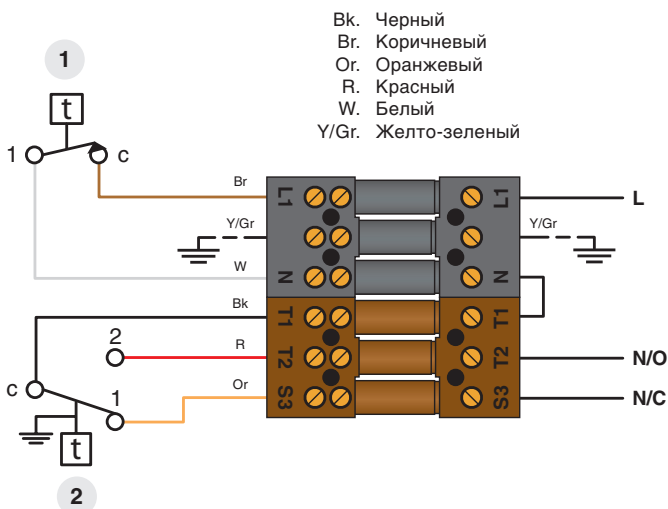 Bk. Черный
Br. Коричневый
Or. Оранжевый
R. Красный
W. Белый
Y/Gr. Желто-зеленый
1
t
1
c
Br
L1
L1
L
Y/Gr
Y/Gr
W
N
N
Bk
T1
T1
2
R
T2
T2
N/O
c
1
Or
S3
S3
N/C
t
2